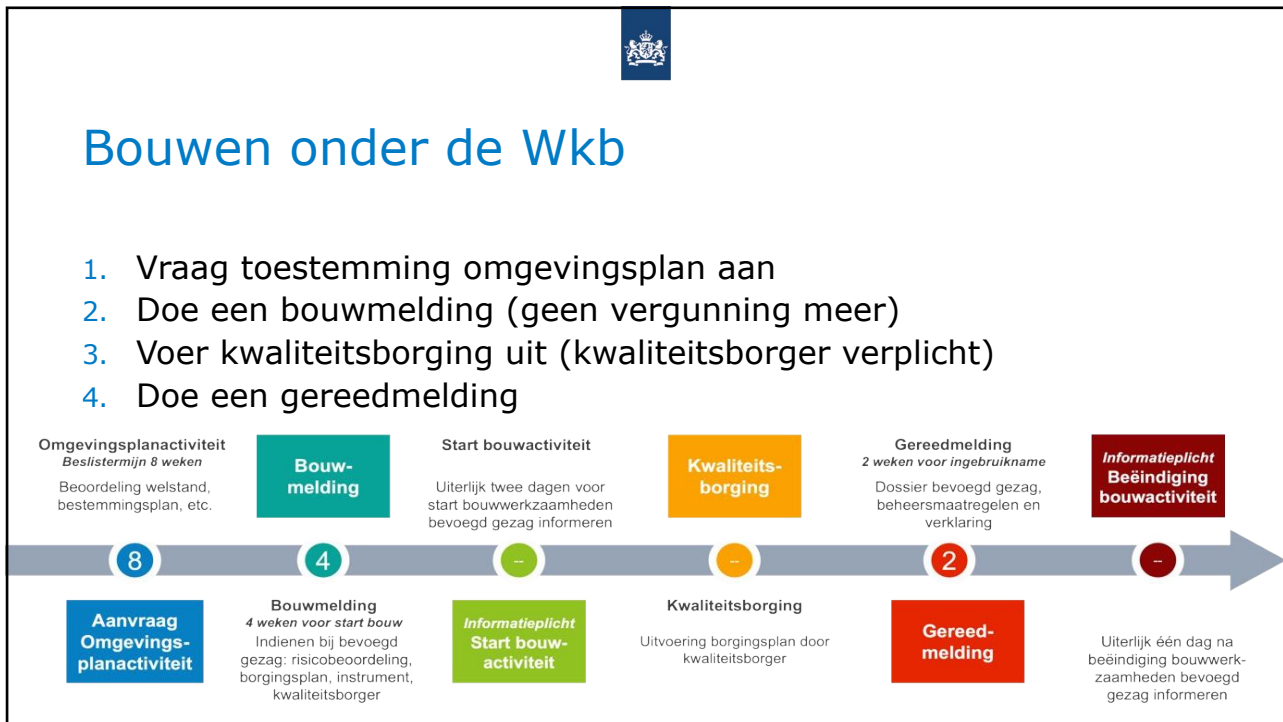 Bouwen onder de Wkb
1. Vraag toestemming omgevingsplan aan
2. Doe een bouwmelding (geen vergunning meer)
3. Voer kwaliteitsborging uit (kwaliteitsborger verplicht)
4. Doe een gereedmelding
Omgevingsplanactiviteit
Beslistermijn 8 weken
Beoordeling welstand,
bestemmingsplan, etc.
Bouw-
melding
Start bouwactiviteit
Uiterlijk twee dagen voor
start bouwwerkzaamheden
bevoegd gezag informeren
Kwaliteits-
borging
Gereedmelding
2 weken voor ingebruikname
Dossier bevoegd gezag,
beheersmaatregelen en
verklaring
Informatieplicht
Beëindiging
bouwactiviteit
8
4
--
--
2
--
Aanvraag
Omgevings-
planactiviteit
Bouwmelding
4 weken voor start bouw
Indienen bij bevoegd
gezag: risicobeoordeling,
borgingsplan, instrument,
kwaliteitsborger
Informatieplicht
Start bouw-
activiteit
Kwaliteitsborging
Uitvoering borgingsplan door
kwaliteitsborger
Gereed-
melding
Uiterlijk één dag na
beëindiging bouwwerk-
zaamheden bevoegd
gezag informeren